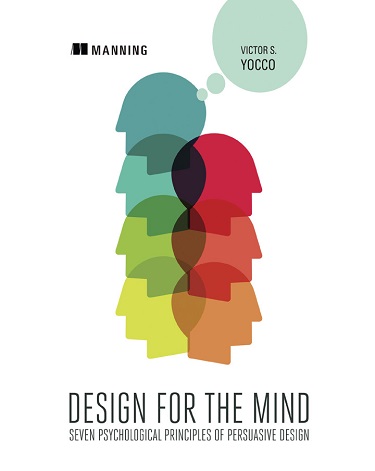 MANNING
VICTOR S.
YOCCO
DESIGN FOR THE MIND
SEVEN PSYCHOLOGICAL PRINCIPLES OF PERSUASIVE DESIGN